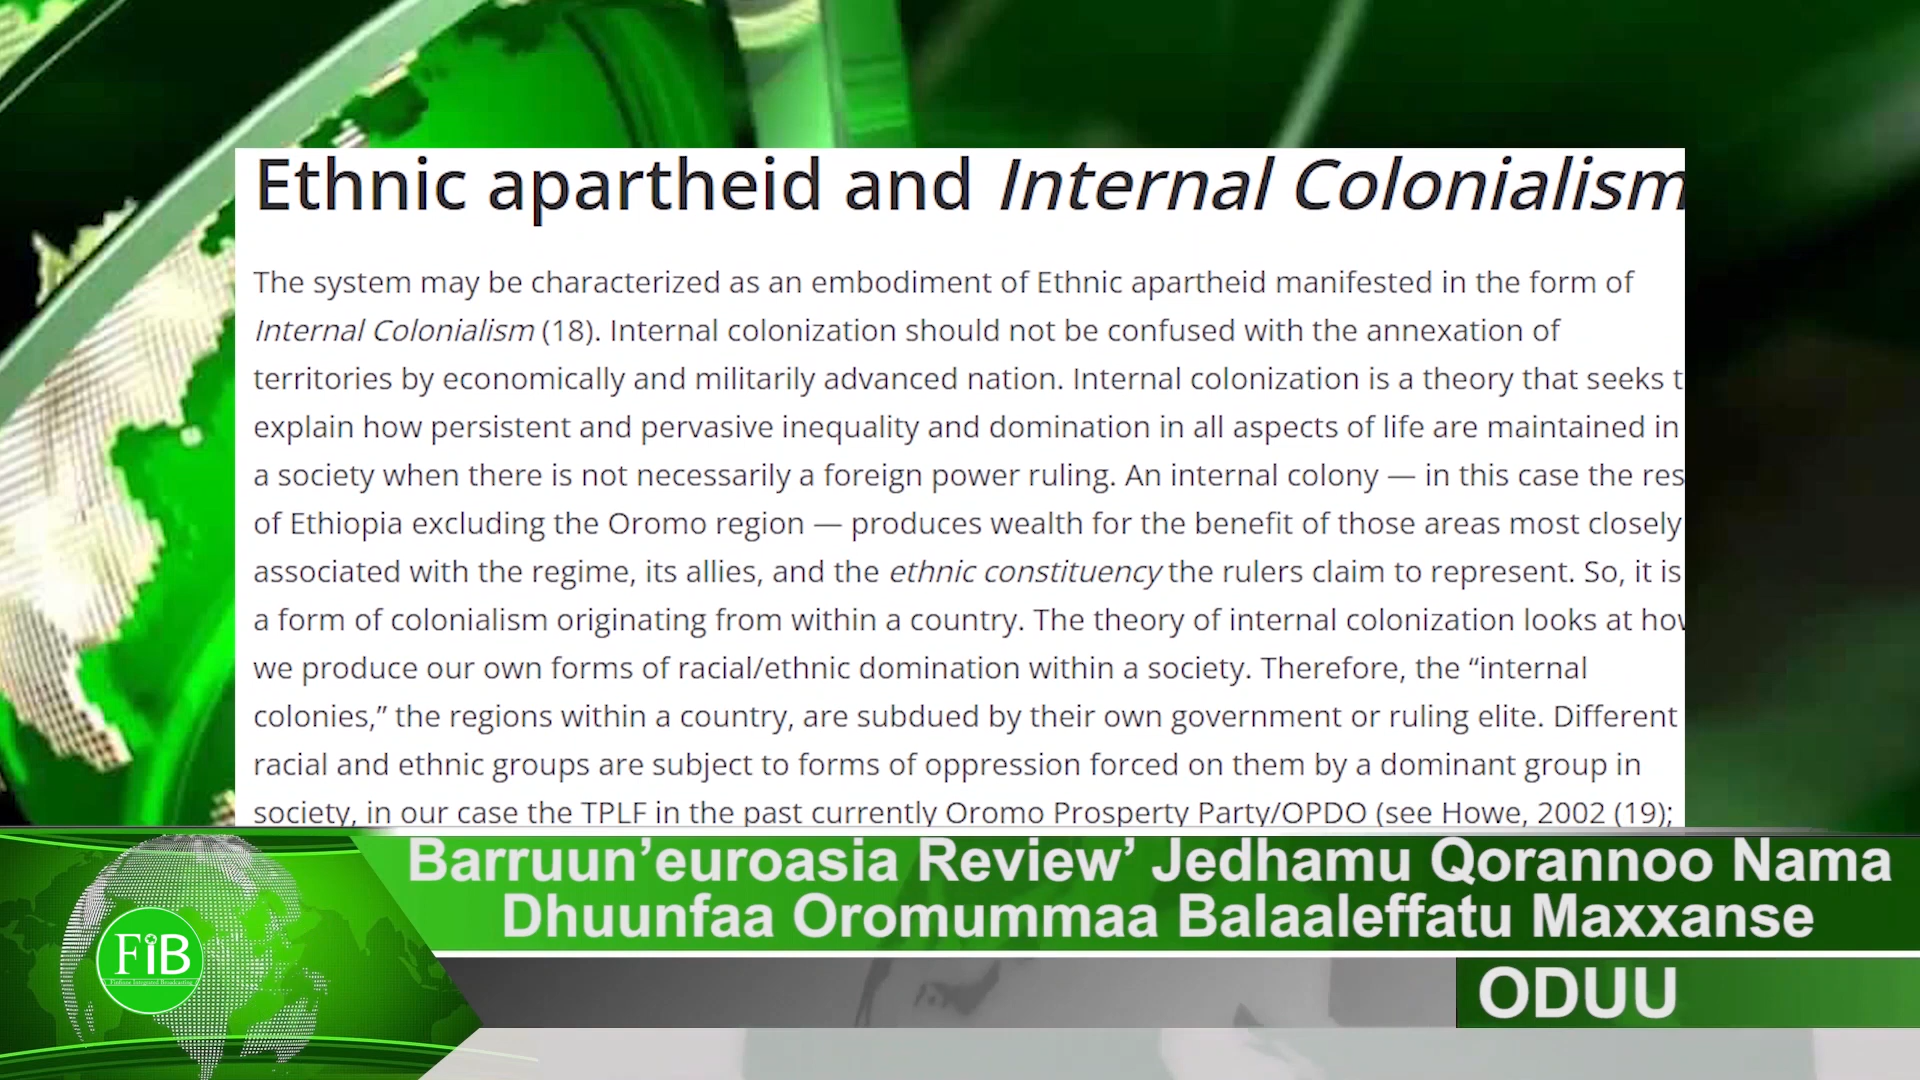 Ethnic apartheid and Internal Colonialism
The system may be characterized as an embodiment of Ethnic apartheid manifested in the form of
Internal Colonialism (18). Internal colonization should not be confused with the annexation of
territories by economically and militarily advanced nation. Internal colonization is a theory that seeks t
explain how persistent and pervasive inequality and domination in all aspects of life are maintained in
a society when there is not necessarily a foreign power ruling. An internal colony — in this case the res
of Ethiopia excluding the Oromo region — produces wealth for the benefit of those areas most closely
associated with the regime, its allies, and the ethnic constituency the rulers claim to represent. So, it is
a form of colonialism originating from within a country. The theory of internal colonization looks at how
we produce our own forms of racial/ethnic domination within a society. Therefore, the “internal
colonies,” the regions within a country, are subdued by their own government or ruling elite. Different
racial and ethnic groups are subject to forms of oppression forced on them by a dominant group in
society, in our case the TPLF in the past currently Oromo Prosperty Party/OPDO (see Howe, 2002 (19);
Barruun’euroasia Review’ Jedhamu Qorannoo Nama
Dhuunfaa Oromummaa Balaaleffatu Maxxanse
FiB
ODUU